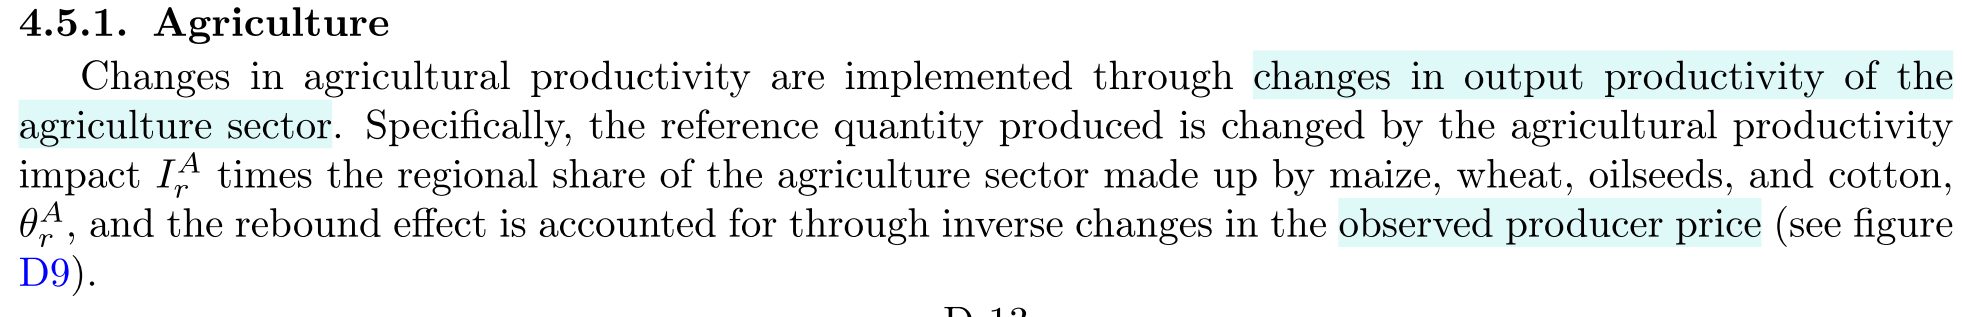 4.5.1. Agriculture
Changes in agricultural productivity are implemented through changes in output productivity of the
agriculture sector. Specifically, the reference quantity produced is changed by the agricultural productivity
impact I_r^A times the regional share of the agriculture sector made up by maize, wheat, oilseeds, and cotton,
θ_r^A, and the rebound effect is accounted for through inverse changes in the observed producer price (see figure
D9).